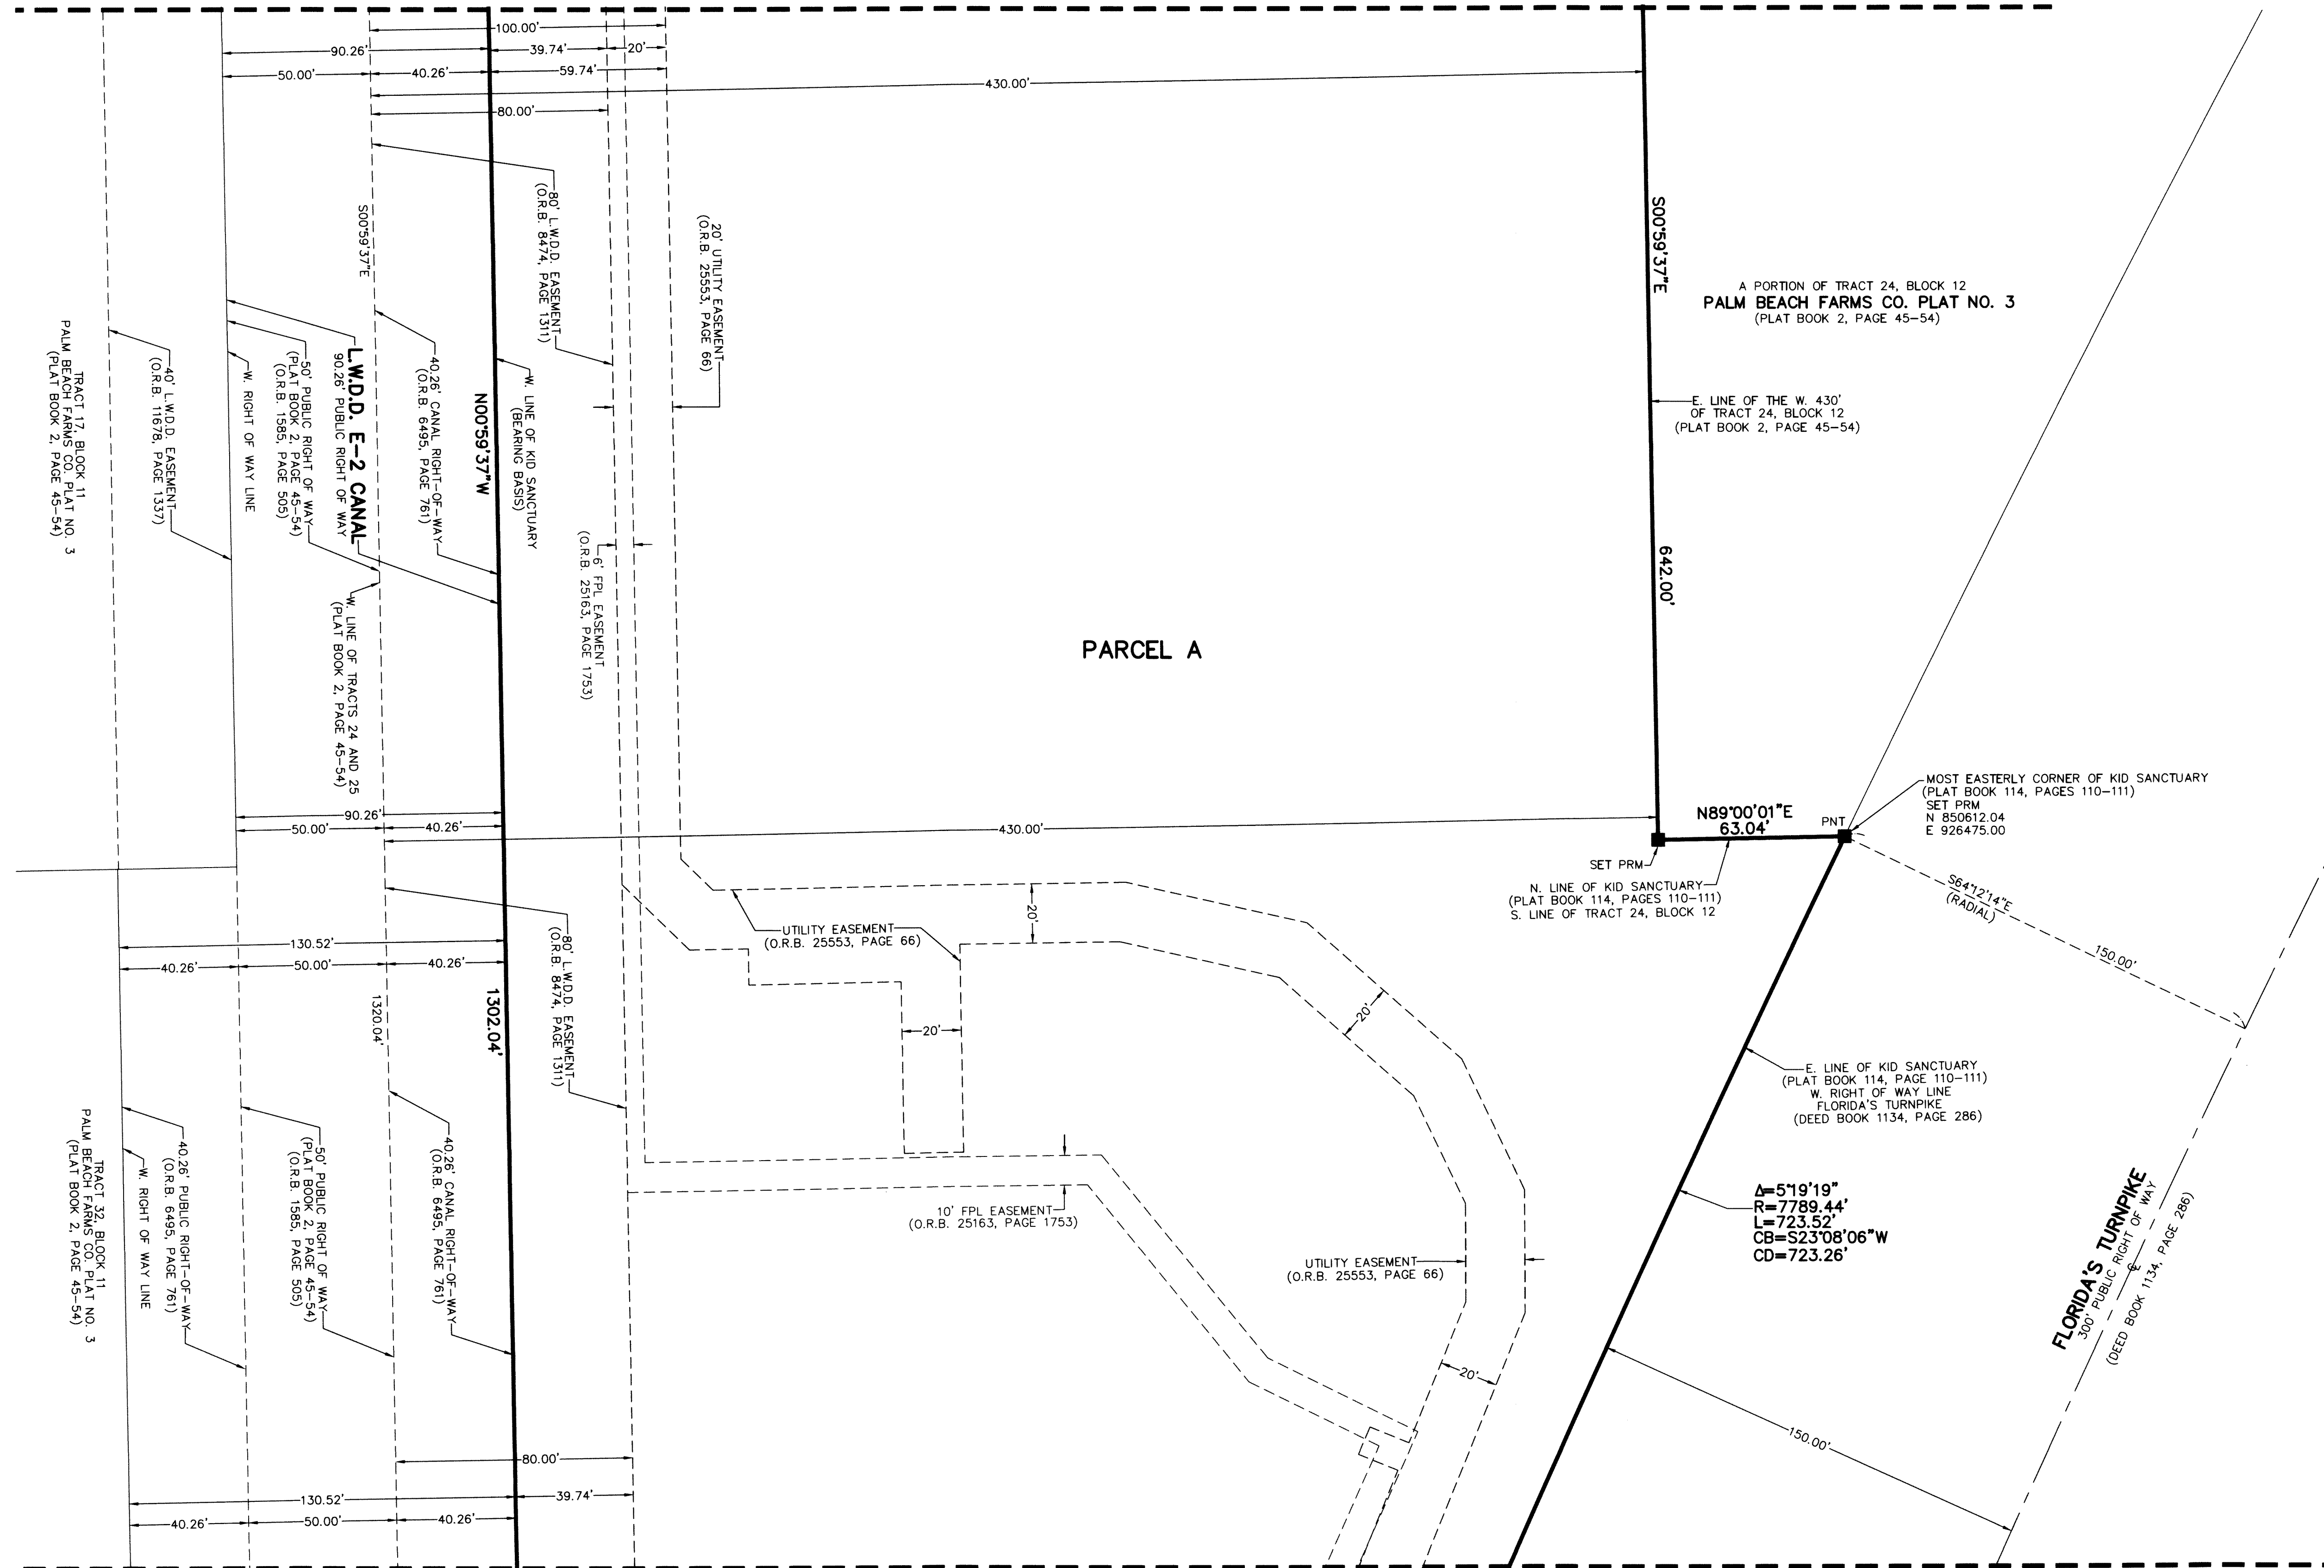 100.00'
90.26'
39.74'
20'
50.00'
40.26'
59.74'
430.00'
80.00'
S00°59'37"E
80' L.W.D.D. EASEMENT
(O.R.B. 8474, PAGE 1311)
20' UTILITY EASEMENT
(O.R.B. 25553, PAGE 66)
S00°59'37"E
642.00'
A PORTION OF TRACT 24, BLOCK 12
PALM BEACH FARMS CO. PLAT NO. 3
(PLAT BOOK 2, PAGE 45-54)
E. LINE OF THE W. 430'
OF TRACT 24, BLOCK 12
(PLAT BOOK 2, PAGE 45-54)
TRACT 17, BLOCK 11
PALM BEACH FARMS CO. PLAT NO. 3
(PLAT BOOK 2, PAGE 45-54)
40' L.W.D.D. EASEMENT
(O.R.B. 11678, PAGE 1337)
W. RIGHT OF WAY LINE
50' PUBLIC RIGHT OF WAY
(PLAT BOOK 2, PAGE 45-54)
(O.R.B. 1585, PAGE 505)
L.W.D.D. E-2 CANAL
90.26' PUBLIC RIGHT OF WAY
40.26' CANAL RIGHT-OF-WAY
(O.R.B. 6495, PAGE 761)
N00°59'37"W
W. LINE OF KID SANCTUARY
(BEARING BASIS)
6' FPL EASEMENT
(O.R.B. 25163, PAGE 1753)
W. LINE OF TRACTS 24 AND 25
(PLAT BOOK 2, PAGE 45-54)
PARCEL A
90.26'
50.00'
40.26'
430.00'
N89°00'01"E
63.04'
PNT
MOST EASTERLY CORNER OF KID SANCTUARY
(PLAT BOOK 114, PAGES 110-111)
SET PRM
N 850612.04
E 926475.00
SET PRM
N. LINE OF KID SANCTUARY
(PLAT BOOK 114, PAGES 110-111)
S. LINE OF TRACT 24, BLOCK 12
S64°12'14"E
(RADIAL)
150.00'
130.52'
40.26'
50.00'
40.26'
1320.04'
1302.04'
80' L.W.D.D. EASEMENT
(O.R.B. 8474, PAGE 1311)
UTILITY EASEMENT
(O.R.B. 25553, PAGE 66)
20'
20'
20'
E. LINE OF KID SANCTUARY
(PLAT BOOK 114, PAGE 110-111)
W. RIGHT OF WAY LINE
FLORIDA'S TURNPIKE
(DEED BOOK 1134, PAGE 286)
TRACT 32, BLOCK 11
PALM BEACH FARMS CO. PLAT NO. 3
(PLAT BOOK 2, PAGE 45-54)
W. RIGHT OF WAY LINE
40.26' PUBLIC RIGHT-OF-WAY
(O.R.B. 6495, PAGE 761)
50' PUBLIC RIGHT OF WAY
(PLAT BOOK 2, PAGE 45-54)
(O.R.B. 1585, PAGE 505)
40.26' CANAL RIGHT-OF-WAY
(O.R.B. 6495, PAGE 761)
10' FPL EASEMENT
(O.R.B. 25163, PAGE 1753)
UTILITY EASEMENT
(O.R.B. 25553, PAGE 66)
Δ=5°19'19"
R=7789.44'
L=723.52'
CB=S23°08'06"W
CD=723.26'
FLORIDA'S TURNPIKE
300' PUBLIC RIGHT OF WAY
℄
(DEED BOOK 1134, PAGE 286)
20'
150.00'
80.00'
130.52'
39.74'
40.26'
50.00'
40.26'